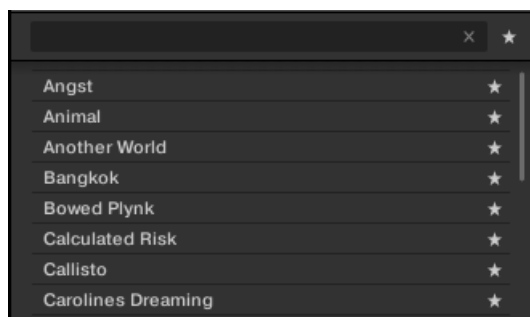 Angst
Animal
Another World
Bangkok
Bowed Plynk
Calculated Risk
Callisto
Carolines Dreaming